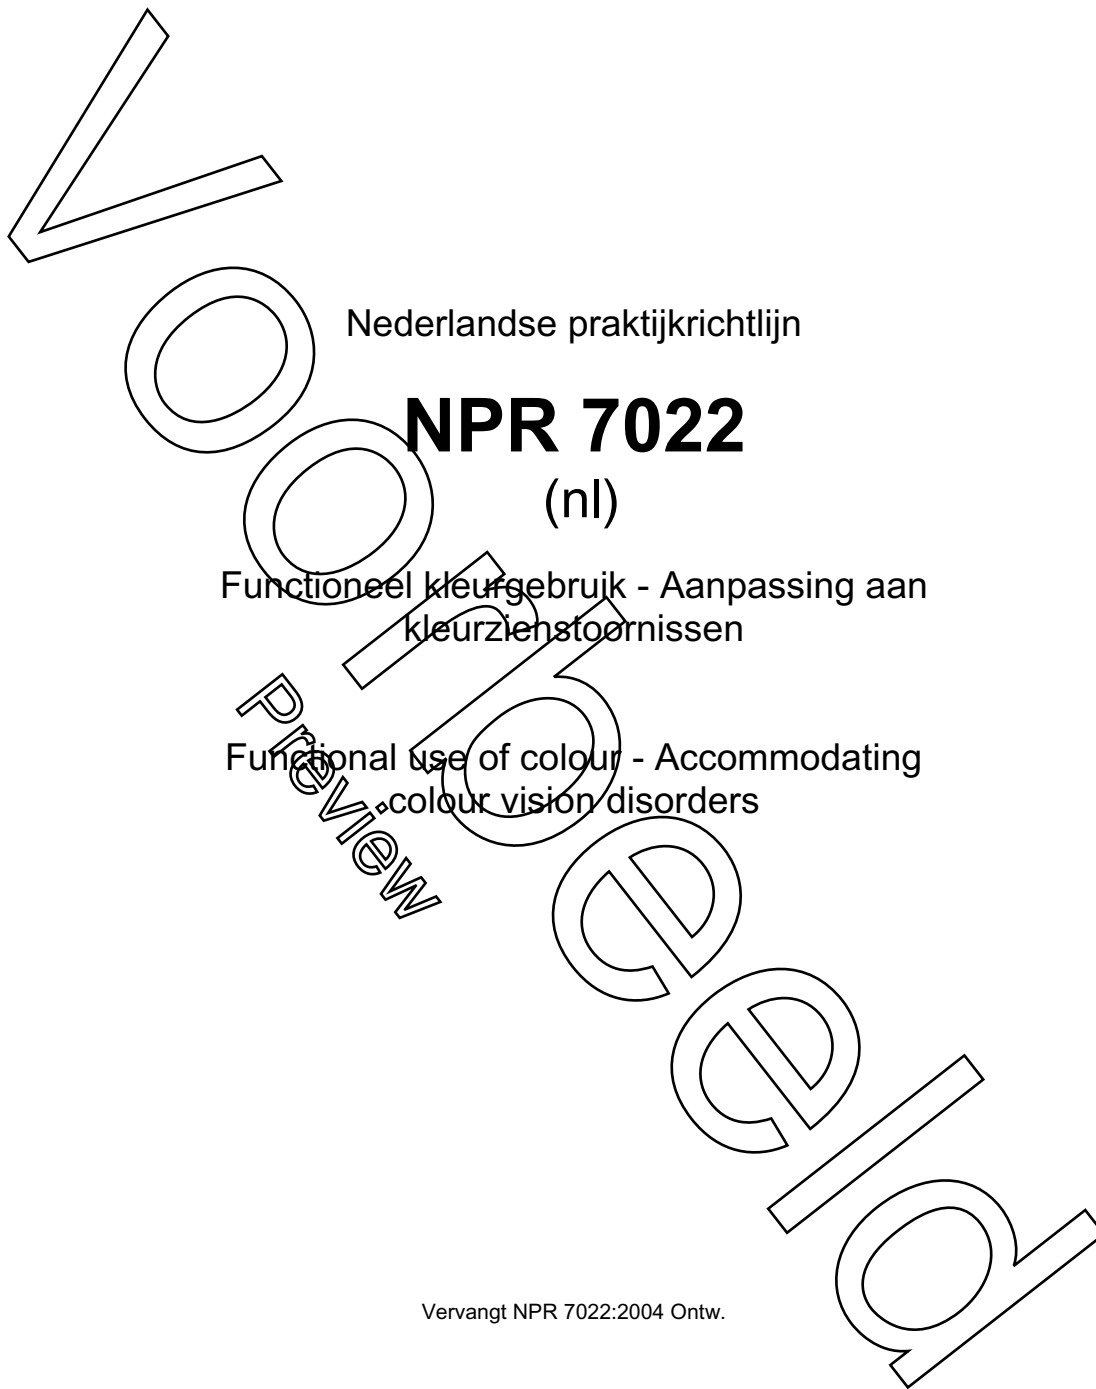 Nederlandse praktijkrichtlijn
NPR 7022
(nl)
Functioneel kleurgebruik - Aanpassing aan
kleurzienstoornissen
Functional use of colour - Accommodating
colour vision disorders
Voorbeeld
Preview
Vervangt NPR 7022:2004 Ontw.